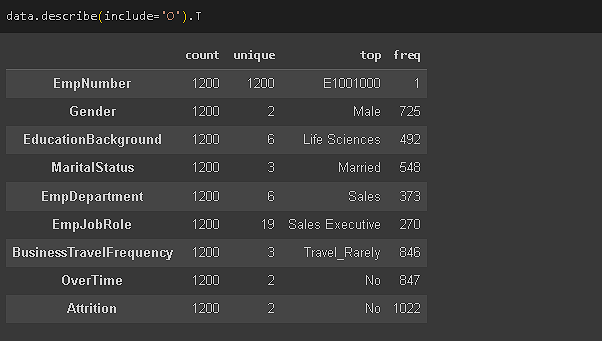 data.describe(include='O').T
count unique top freq
EmpNumber 1200 1200 E1001000 1
Gender 1200 2 Male 725
EducationBackground 1200 6 Life Sciences 492
MaritalStatus 1200 3 Married 548
EmpDepartment 1200 6 Sales 373
EmpJobRole 1200 19 Sales Executive 270
BusinessTravelFrequency 1200 3 Travel_Rarely 846
OverTime 1200 2 No 847
Attrition 1200 2 No 1022